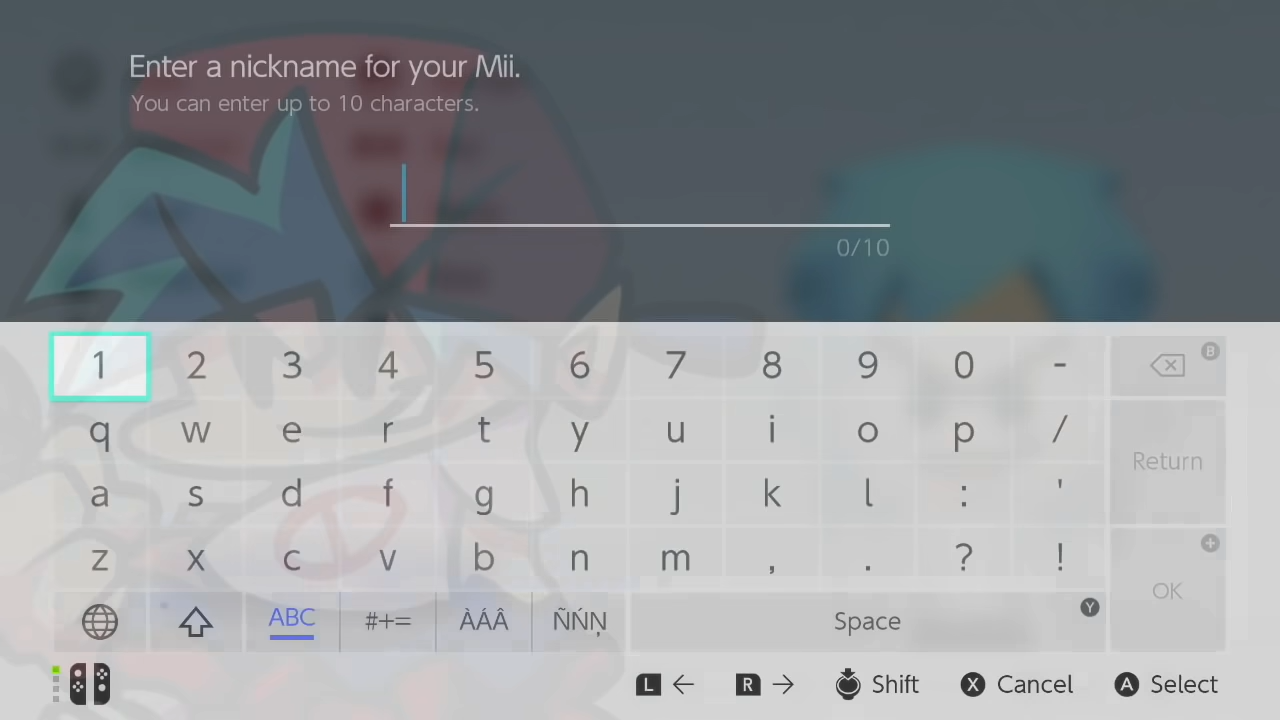 Enter a nickname for your Mii.
You can enter up to 10 characters.
0/10
1 2 3 4 5 6 7 8 9 0 - B
q w e r t y u i o p /
Return
a s d f g h j k l : '
z x c v b n m , . ? ! +
OK
ABC #+= ÀÁÂ ÑŃŅ Space Y
L ← R → Shift X Cancel A Select